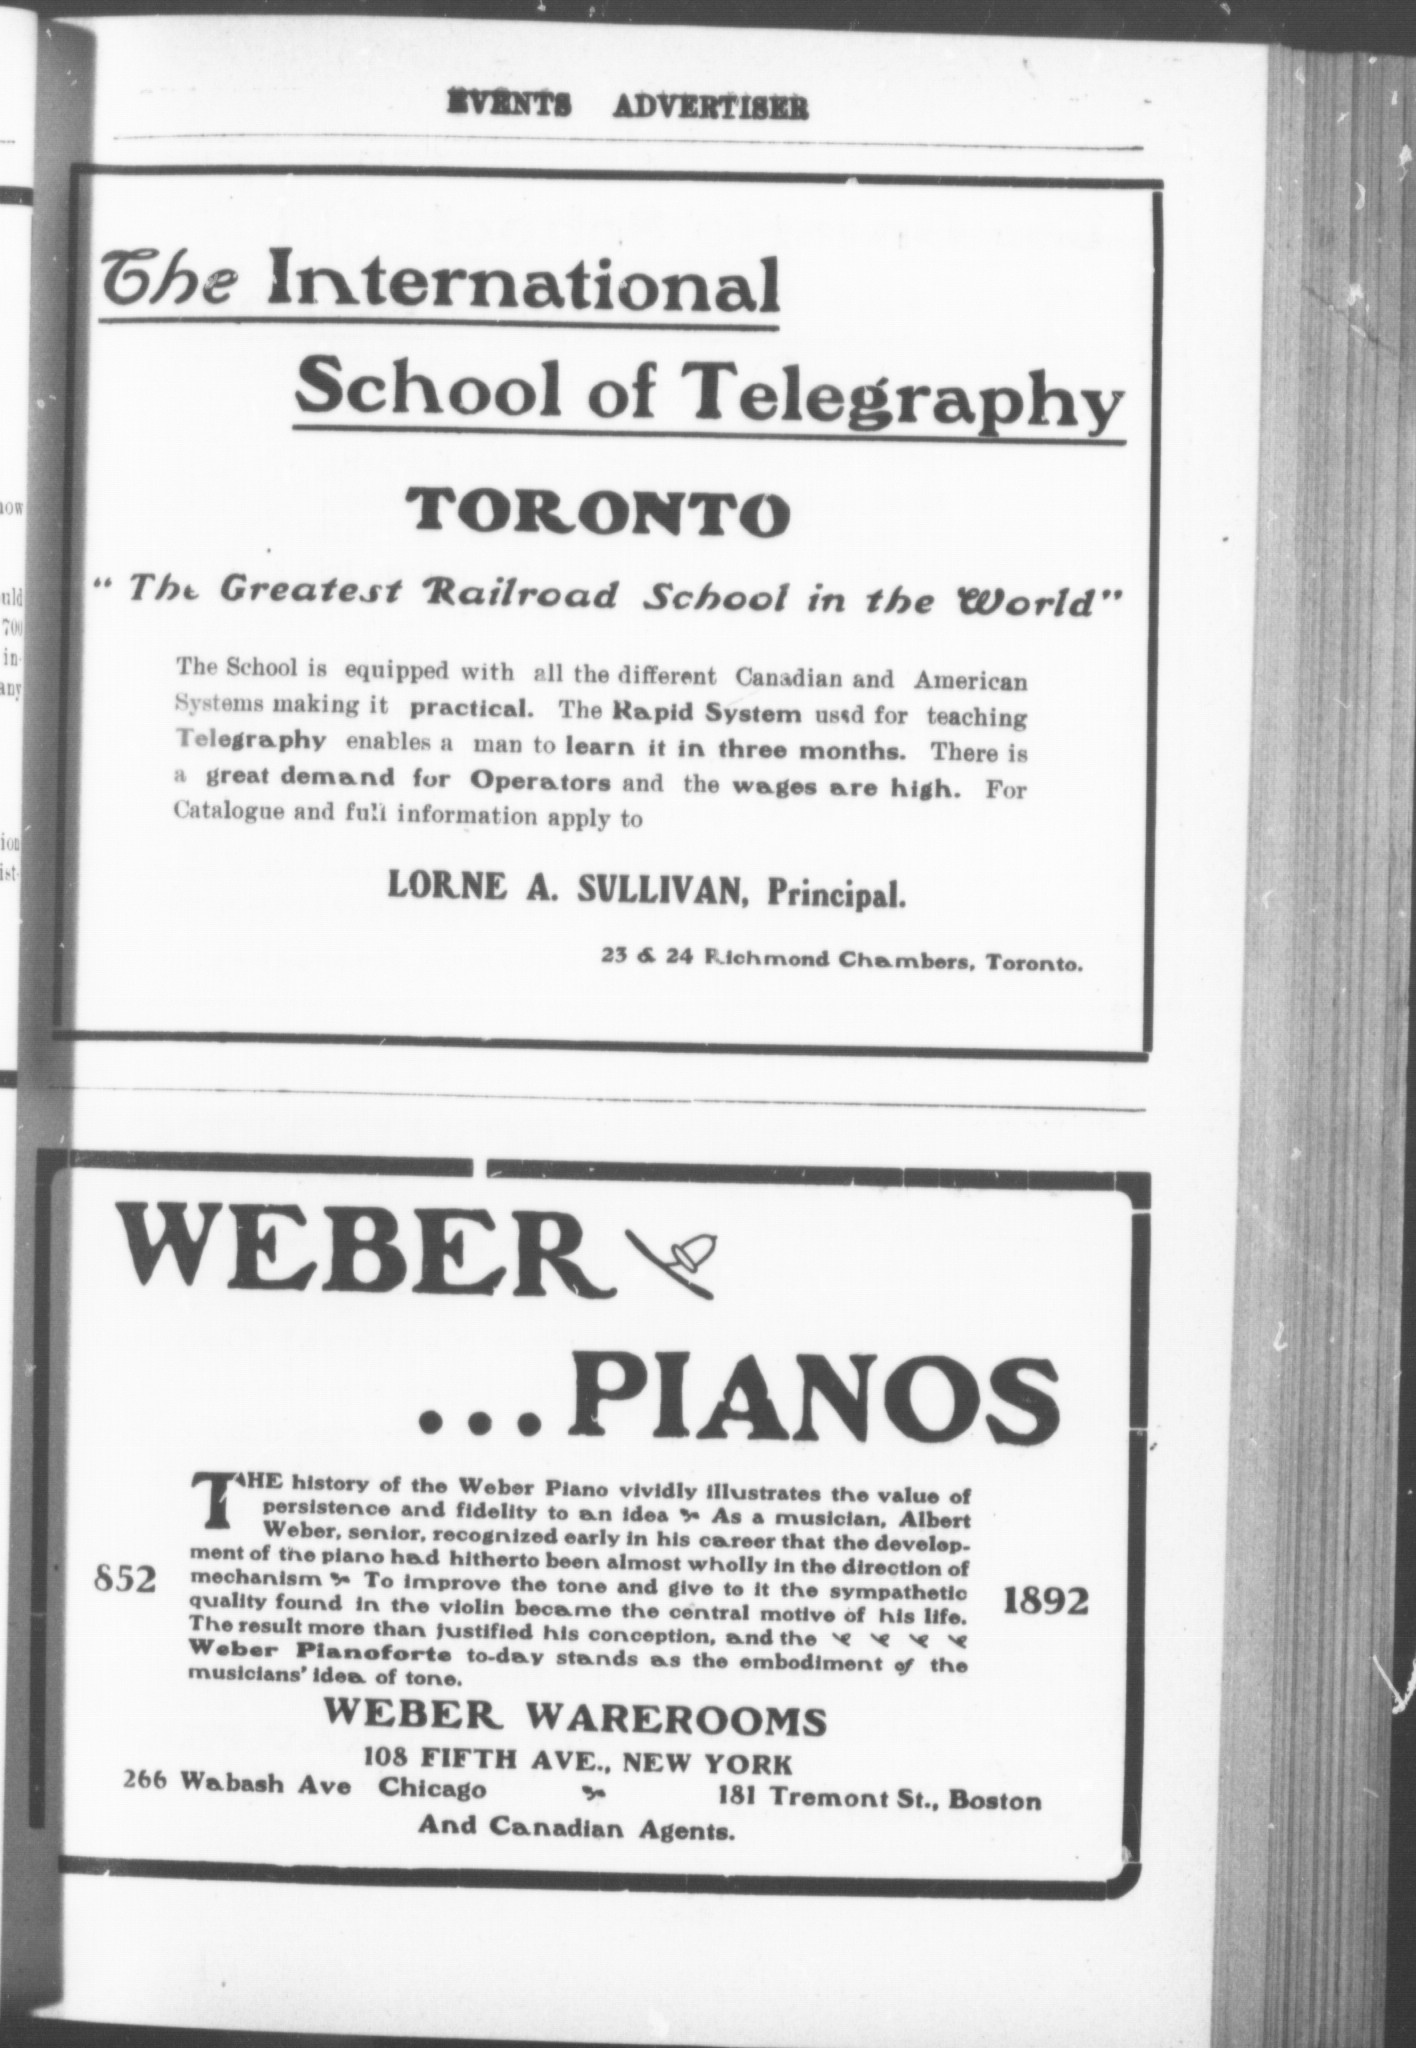 EVENTS ADVERTISER
The International
School of Telegraphy
TORONTO
"The Greatest Railroad School in the World"
The School is equipped with all the different Canadian and American
Systems making it practical. The Rapid System used for teaching
Telegraphy enables a man to learn it in three months. There is
a great demand for Operators and the wages are high. For
Catalogue and full information apply to
LORNE A. SULLIVAN, Principal.
23 & 24 Richmond Chambers, Toronto.
WEBER
...PIANOS
THE history of the Weber Piano vividly illustrates the value of
persistence and fidelity to an idea As a musician, Albert
Weber, senior, recognized early in his career that the develop-
ment of the piano had hitherto been almost wholly in the direction of
mechanism To improve the tone and give to it the sympathetic
quality found in the violin became the central motive of his life.
The result more than justified his conception, and the
Weber Pianoforte to-day stands as the embodiment of the
musicians' idea of tone.
852
1892
WEBER WAREROOMS
108 FIFTH AVE., NEW YORK
266 Wabash Ave Chicago 181 Tremont St., Boston
And Canadian Agents.